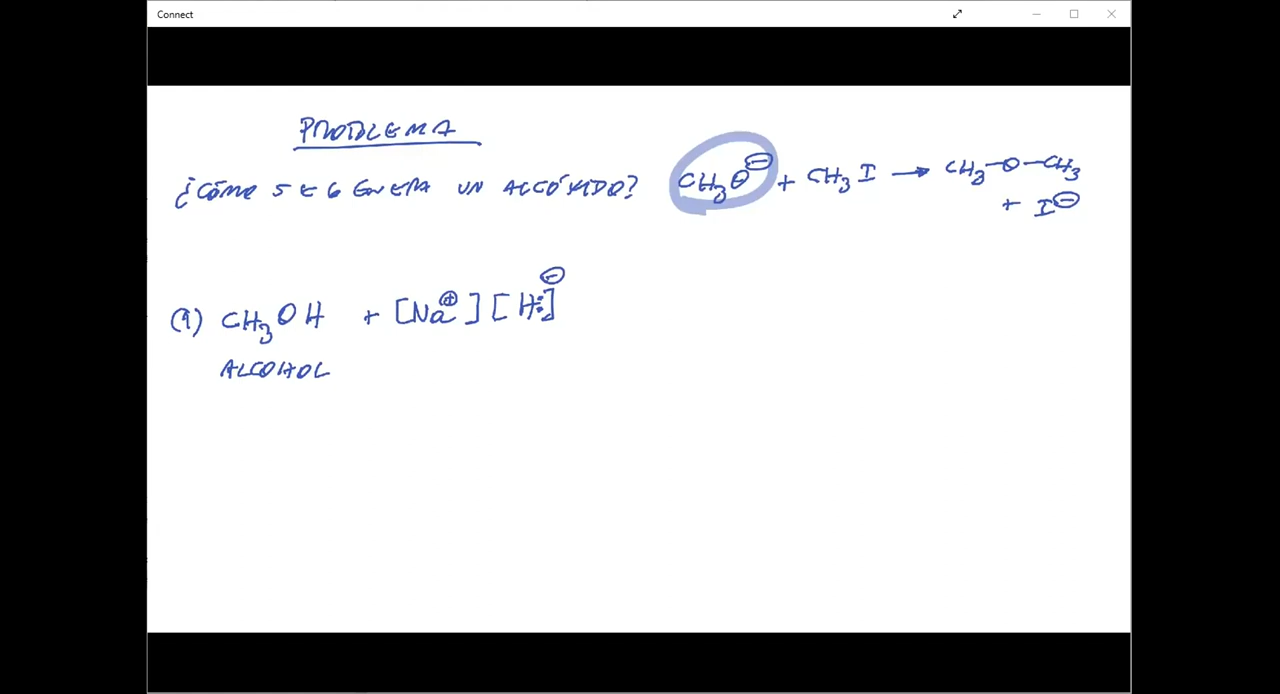 Connect
PROBLEMA
¿CÓMO SE GENERA UN ALCÓXIDO?
CH₃O⊖ + CH₃I → CH₃-O-CH₃
+ I⊖
(1) CH₃OH + [Na⊕][H:]⊖
ALCOHOL